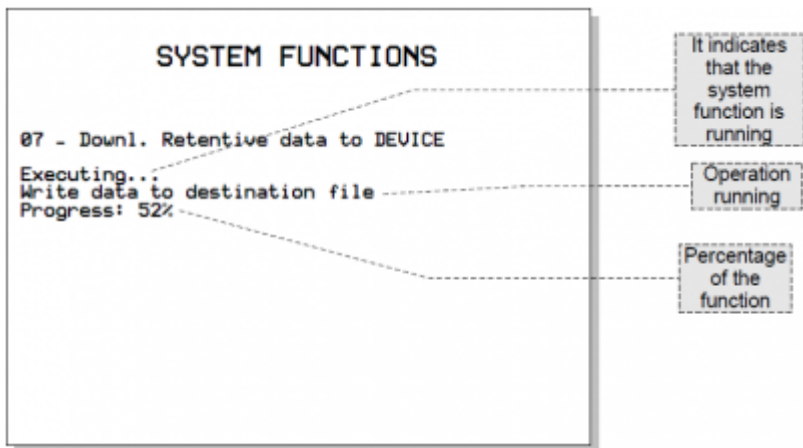 SYSTEM FUNCTIONS
07 - Downl. Retentive data to DEVICE
Executing...
Write data to destination file
Progress: 52%
It indicates
that the
system
function is
running
Operation
running
Percentage
of the
function